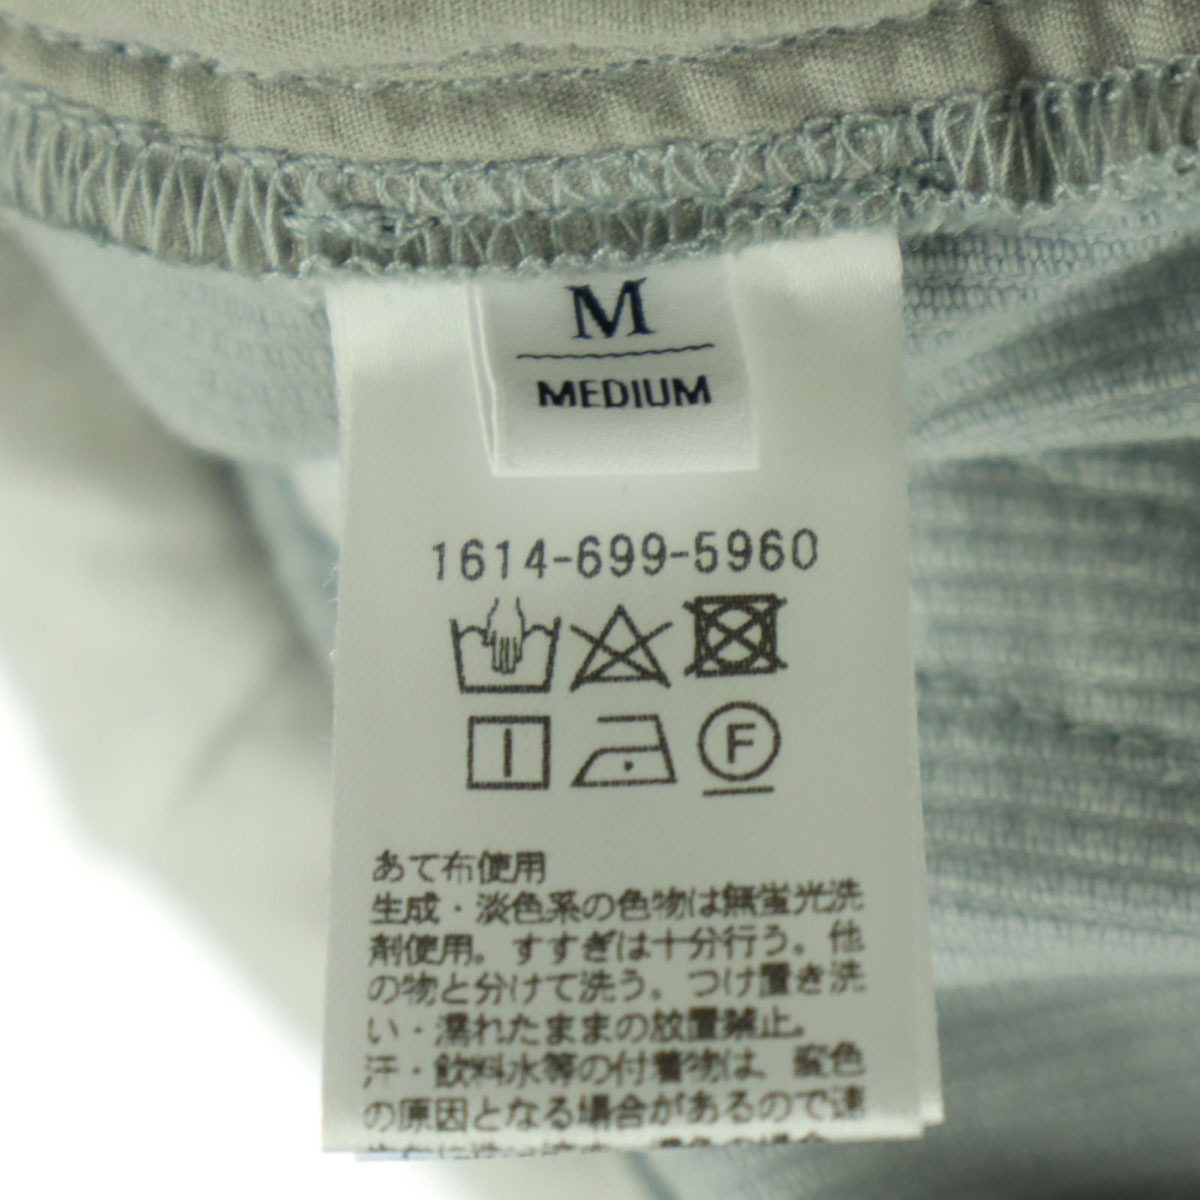 M
MEDIUM
1614-699-5960
F
あて布使用
生成・淡色系の色物は無蛍光洗
剤使用。すすぎは十分行う。他
の物と分けて洗う。つけ置き洗
い・濡れたままの放置禁止。
汗・飲料水等の付着物は、変色
の原因となる場合があるので速